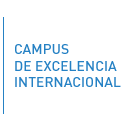 CAMPUS
DE EXCELENCIA
INTERNACIONAL